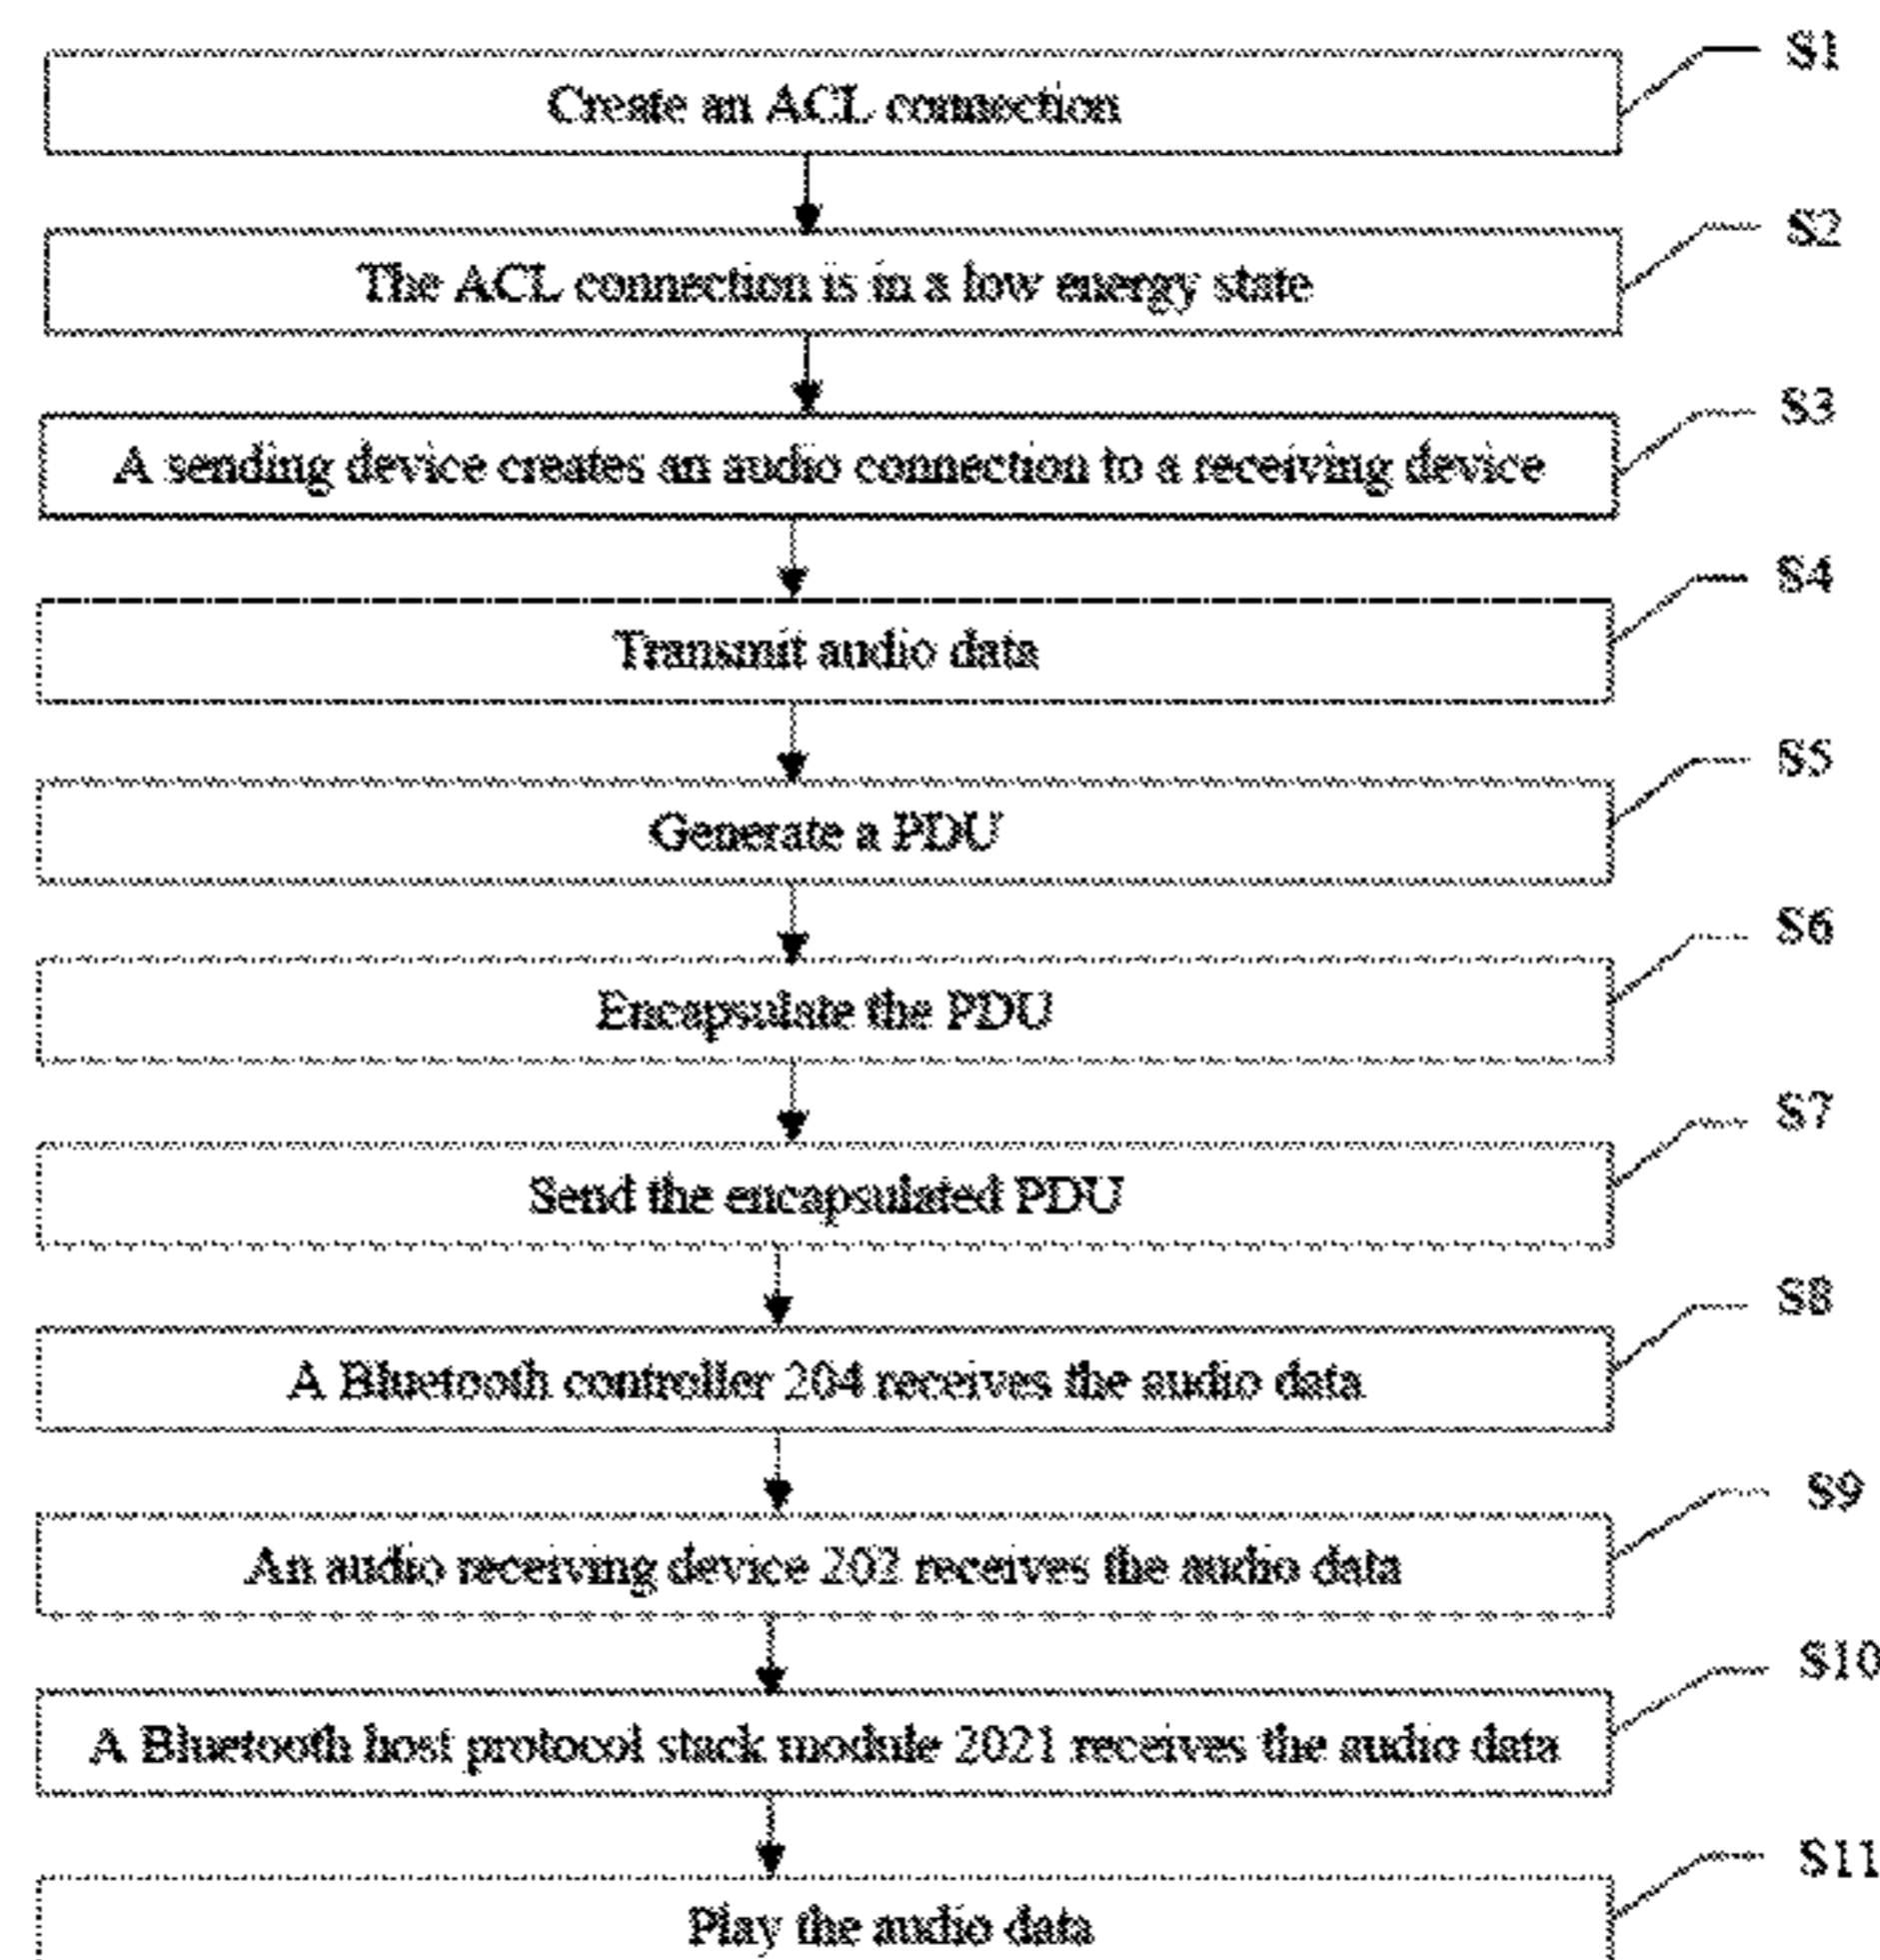 Create an ACL connection S1
The ACL connection is in a low energy state S2
A sending device creates an audio connection to a receiving device S3
Transmit audio data S4
Generate a PDU S5
Encapsulate the PDU S6
Send the encapsulated PDU S7
A Bluetooth controller 204 receives the audio data S8
An audio receiving device 202 receives the audio data S9
A Bluetooth host protocol stack module 2021 receives the audio data S10
Play the audio data S11